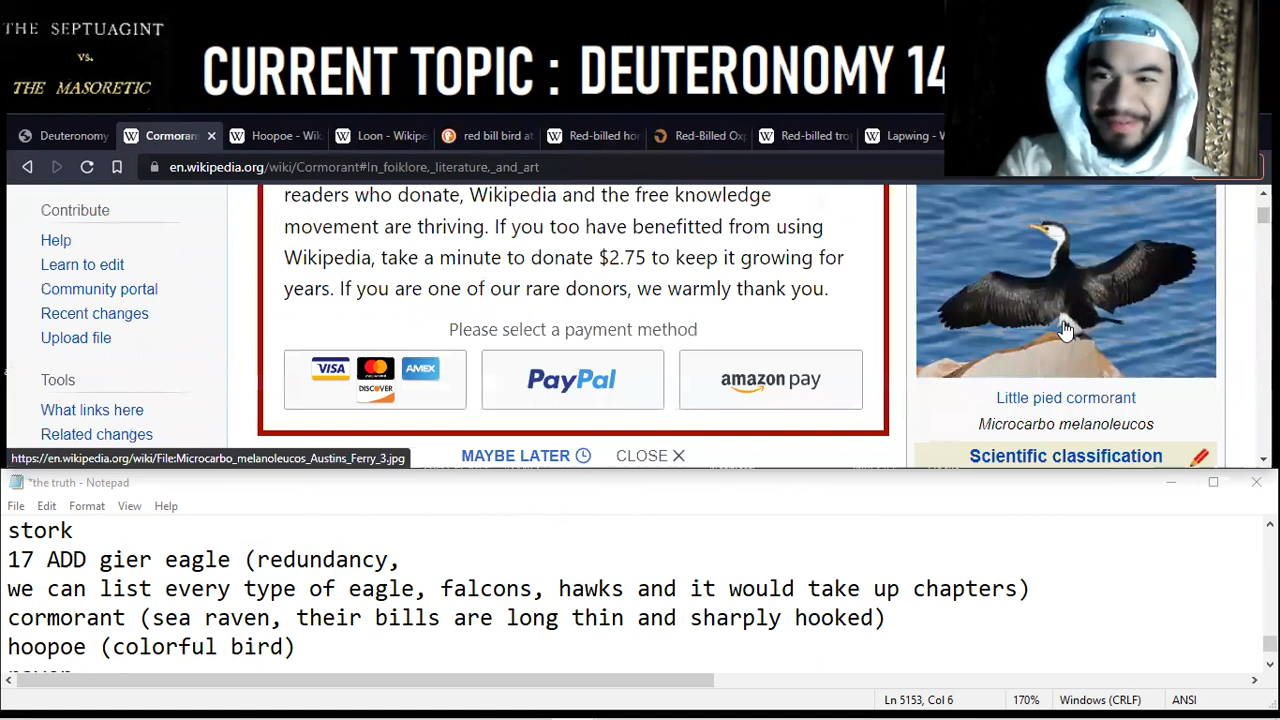 THE SEPTUAGINT
vs.
THE MASORETIC
CURRENT TOPIC : DEUTERONOMY 14
Deuteronomy
Cormoran
Hoopoe - Wik
Loon - Wikipe
red bill bird at
Red-billed ho
Red-Billed Ox
Red-billed tro
Lapwing - W
en.wikipedia.org/wiki/Cormorant#In_folklore,_literature,_and_art
Contribute
Help
Learn to edit
Community portal
Recent changes
Upload file
Tools
What links here
Related changes
https://en.wikipedia.org/wiki/File:Microcarbo_melanoleucos_Austins_Ferry_3.jpg
readers who donate, Wikipedia and the free knowledge
movement are thriving. If you too have benefitted from using
Wikipedia, take a minute to donate $2.75 to keep it growing for
years. If you are one of our rare donors, we warmly thank you.
Please select a payment method
VISA
AMEX
DISCOVER
PayPal
amazon pay
MAYBE LATER
CLOSE
Little pied cormorant
Microcarbo melanoleucos
Scientific classification
*the truth - Notepad
File Edit Format View Help
stork
17 ADD gier eagle (redundancy,
we can list every type of eagle, falcons, hawks and it would take up chapters)
cormorant (sea raven, their bills are long thin and sharply hooked)
hoopoe (colorful bird)
Ln 5153, Col 6
170%
Windows (CRLF)
ANSI